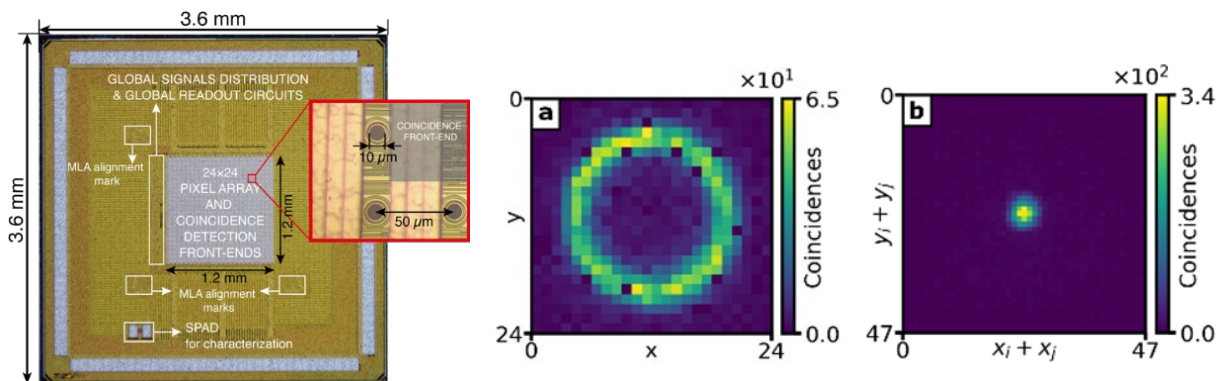 3.6 mm
3.6 mm
GLOBAL SIGNALS DISTRIBUTION
& GLOBAL READOUT CIRCUITS
MLA alignment
mark
24×24
PIXEL ARRAY
AND
COINCIDENCE
DETECTION
FRONT-ENDS
1.2 mm
1.2 mm
COINCIDENCE
FRONT-END
10 µm
50 µm
MLA alignment
marks
SPAD
for characterization
a
0
y
24
0
x
24
×10¹
6.5
Coincidences
0.0
b
0
yᵢ + yⱼ
47
0
xᵢ + xⱼ
47
×10²
3.4
Coincidences
0.0